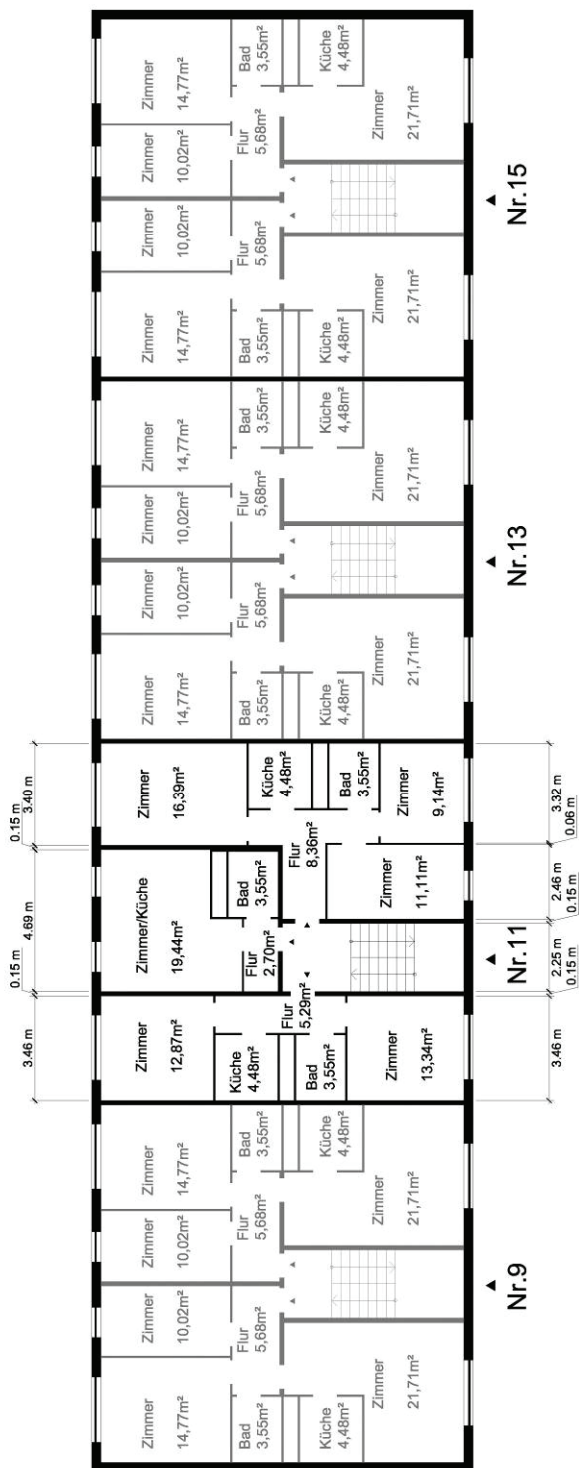 3.46 m
0.15 m
4.69 m
0.15 m
3.40 m
Zimmer
14,77m²
Zimmer
10,02m²
Zimmer
10,02m²
Zimmer
14,77m²
Bad
3,55m²
Flur
5,68m²
Flur
5,68m²
Bad
3,55m²
Küche
4,48m²
Küche
4,48m²
Zimmer
21,71m²
Zimmer
21,71m²
Nr.9
Zimmer
12,87m²
Zimmer/Küche
19,44m²
Zimmer
16,39m²
Küche
4,48m²
Flur
2,70m²
Bad
3,55m²
Küche
4,48m²
Bad
3,55m²
Flur
5,29m²
Flur
8,36m²
Bad
3,55m²
Zimmer
13,34m²
Zimmer
11,11m²
Zimmer
9,14m²
Nr.11
Zimmer
14,77m²
Zimmer
10,02m²
Zimmer
10,02m²
Zimmer
14,77m²
Bad
3,55m²
Flur
5,68m²
Flur
5,68m²
Bad
3,55m²
Küche
4,48m²
Küche
4,48m²
Zimmer
21,71m²
Zimmer
21,71m²
Nr.13
Zimmer
14,77m²
Zimmer
10,02m²
Zimmer
10,02m²
Zimmer
14,77m²
Bad
3,55m²
Flur
5,68m²
Flur
5,68m²
Bad
3,55m²
Küche
4,48m²
Küche
4,48m²
Zimmer
21,71m²
Zimmer
21,71m²
Nr.15
3.46 m
0.15 m
2.25 m
0.15 m
2.46 m
0.06 m
3.32 m